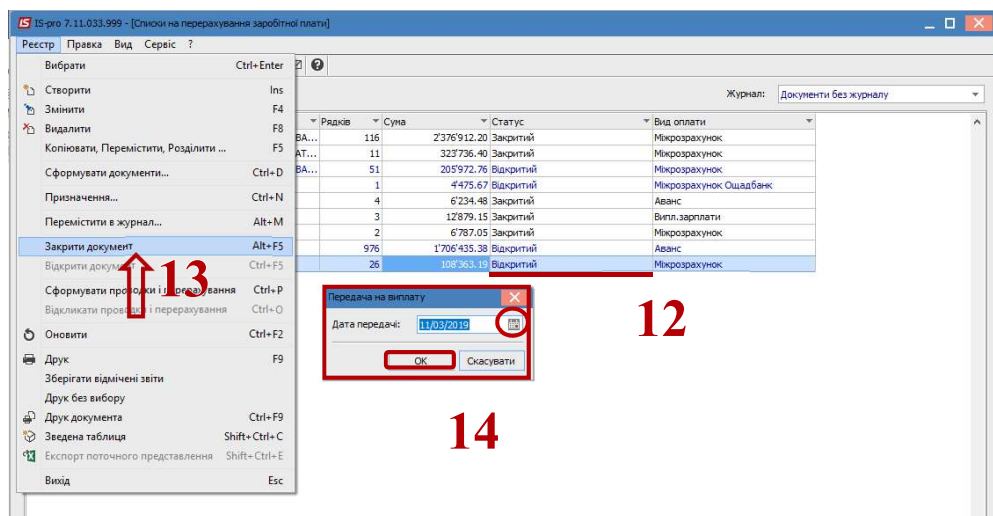 IS-pro 7.11.033.999 - [Списки на перерахування заробітної плати]
Реєстр Правка Вид Сервіс ?
Вибрати Ctrl+Enter
Створити Ins
Журнал: Документи без журналу
Змінити F4
Видалити F8
Копіювати, Перемістити, Розділити ... F5
Сформувати документи... Ctrl+D
Призначення... Ctrl+N
Перемістити в журнал... Alt+M
Закрити документ Alt+F5
Відкрити документ Ctrl+F5
Сформувати проводки і перерахування Ctrl+P
Відкликати проводки і перерахування Ctrl+O
Оновити Ctrl+F2
Друк F9
Зберігати відмічені звіти
Друк без вибору
Друк документа Ctrl+F9
Зведена таблиця Shift+Ctrl+C
Експорт поточного представлення Shift+Ctrl+E
Вихід Esc
Рядків Сума Статус Вид оплати
ВА... 116 2'376'912.20 Закритий Міжрозрахунок
АТ... 11 323'736.40 Закритий Міжрозрахунок
ВА... 51 205'972.76 Відкритий Міжрозрахунок
1 4'475.67 Відкритий Міжрозрахунок Ощадбанк
4 6'234.48 Закритий Аванс
3 12'879.15 Закритий Випл.зарплати
2 6'787.05 Закритий Міжрозрахунок
976 1'706'435.38 Відкритий Аванс
26 108'363.19 Відкритий Міжрозрахунок
13
12
Передача на виплату
Дата передачі: 11/03/2019
OK Скасувати
14